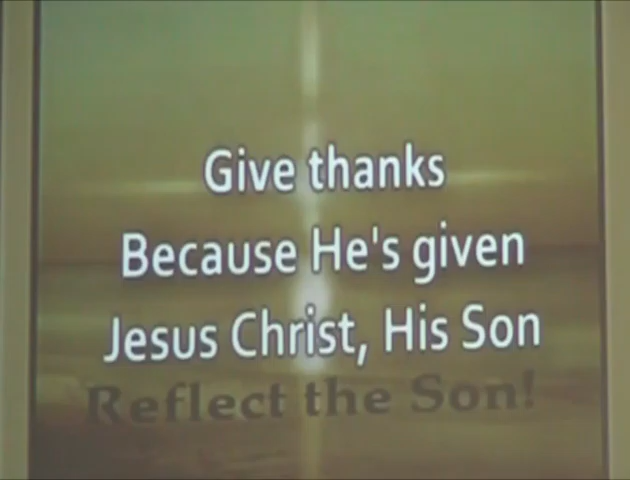 Give thanks
Because He's given
Jesus Christ, His Son
Reflect the Son!